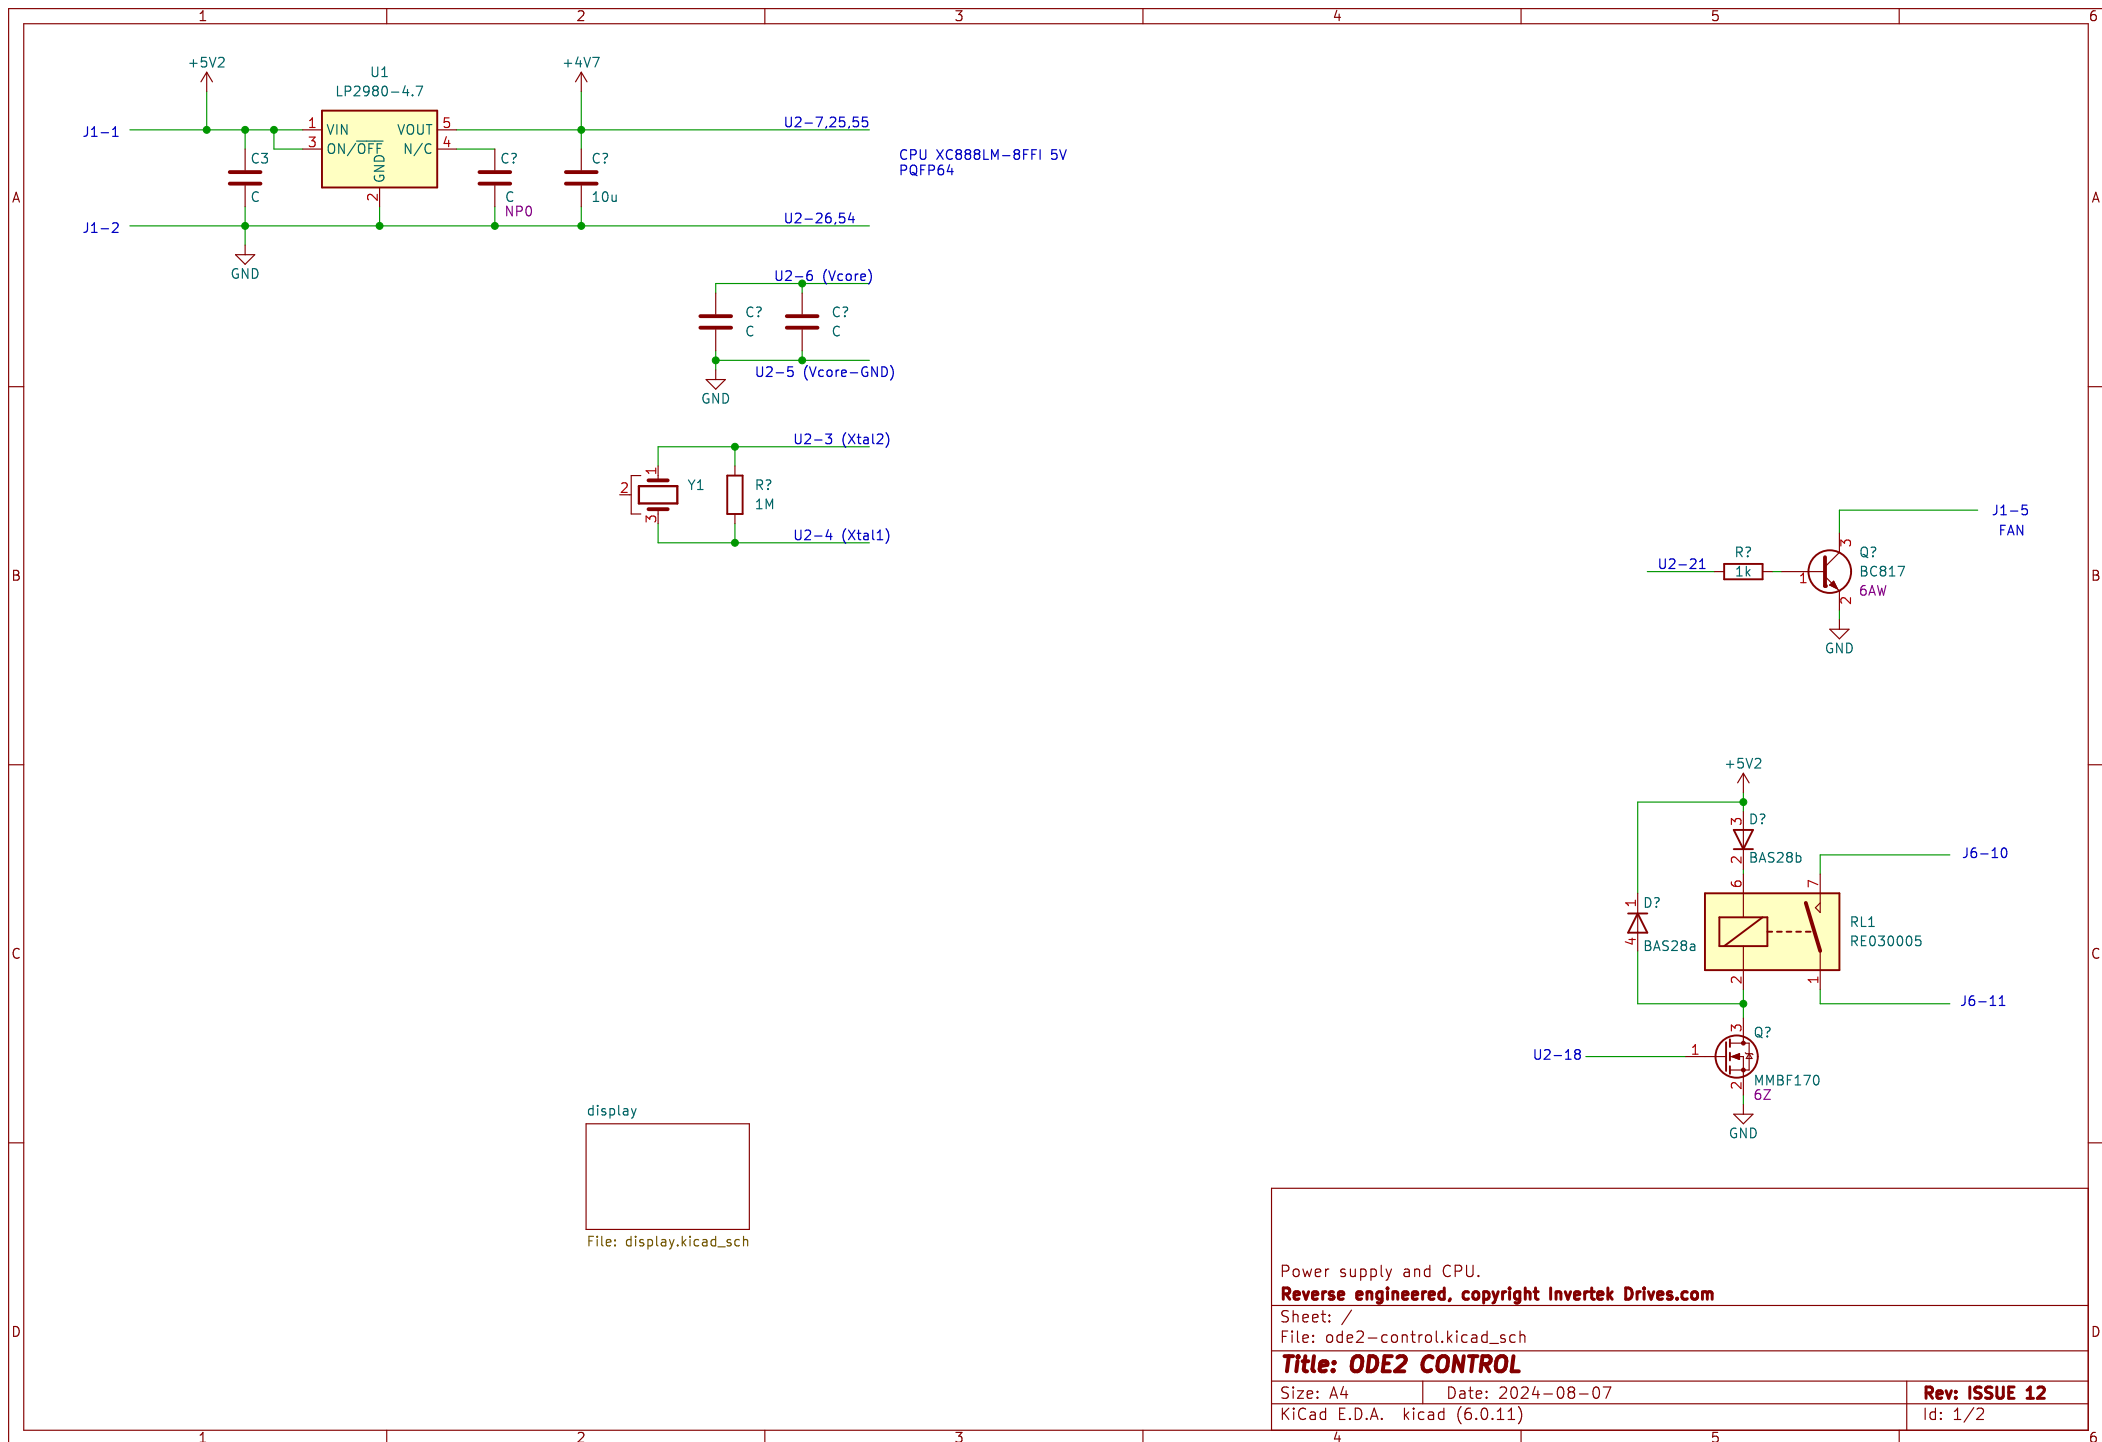 1 2 3 4 5 6
A A
B B
C C
D D
1 2 3 4 5 6
+5V2
U1
LP2980-4.7
+4V7
J1-1
1 VIN VOUT 5
3 ON/OFF N/C 4
GND
2
C3
C
C?
C
NP0
C?
10u
U2-7,25,55
CPU XC888LM-8FFI 5V
PQFP64
J1-2
U2-26,54
GND
U2-6 (Vcore)
C?
C
C?
C
U2-5 (Vcore-GND)
GND
U2-3 (Xtal2)
1
2
3
Y1
R?
1M
U2-4 (Xtal1)
J1-5
FAN
U2-21
R?
1k
1
3
2
Q?
BC817
6AW
GND
+5V2
3
D?
2
BAS28b
J6-10
1
D?
4
BAS28a
6
7
2
1
RL1
RE030005
J6-11
U2-18
1
3
2
Q?
MMBF170
6Z
GND
display
File: display.kicad_sch
Power supply and CPU.
Reverse engineered, copyright Invertek Drives.com
Sheet: /
File: ode2-control.kicad_sch
Title: ODE2 CONTROL
Size: A4 Date: 2024-08-07 Rev: ISSUE 12
KiCad E.D.A. kicad (6.0.11) Id: 1/2